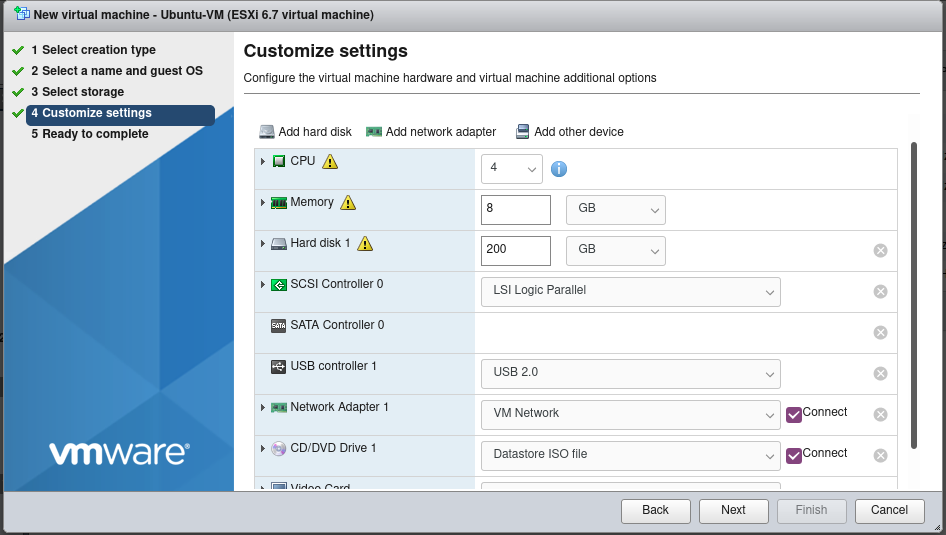 New virtual machine - Ubuntu-VM (ESXi 6.7 virtual machine)
1 Select creation type
2 Select a name and guest OS
3 Select storage
4 Customize settings
5 Ready to complete
vmware®
Customize settings
Configure the virtual machine hardware and virtual machine additional options
Add hard disk Add network adapter Add other device
CPU 4
Memory 8 GB
Hard disk 1 200 GB
SCSI Controller 0 LSI Logic Parallel
SATA Controller 0
USB controller 1 USB 2.0
Network Adapter 1 VM Network Connect
CD/DVD Drive 1 Datastore ISO file Connect
Video Card
Back Next Finish Cancel